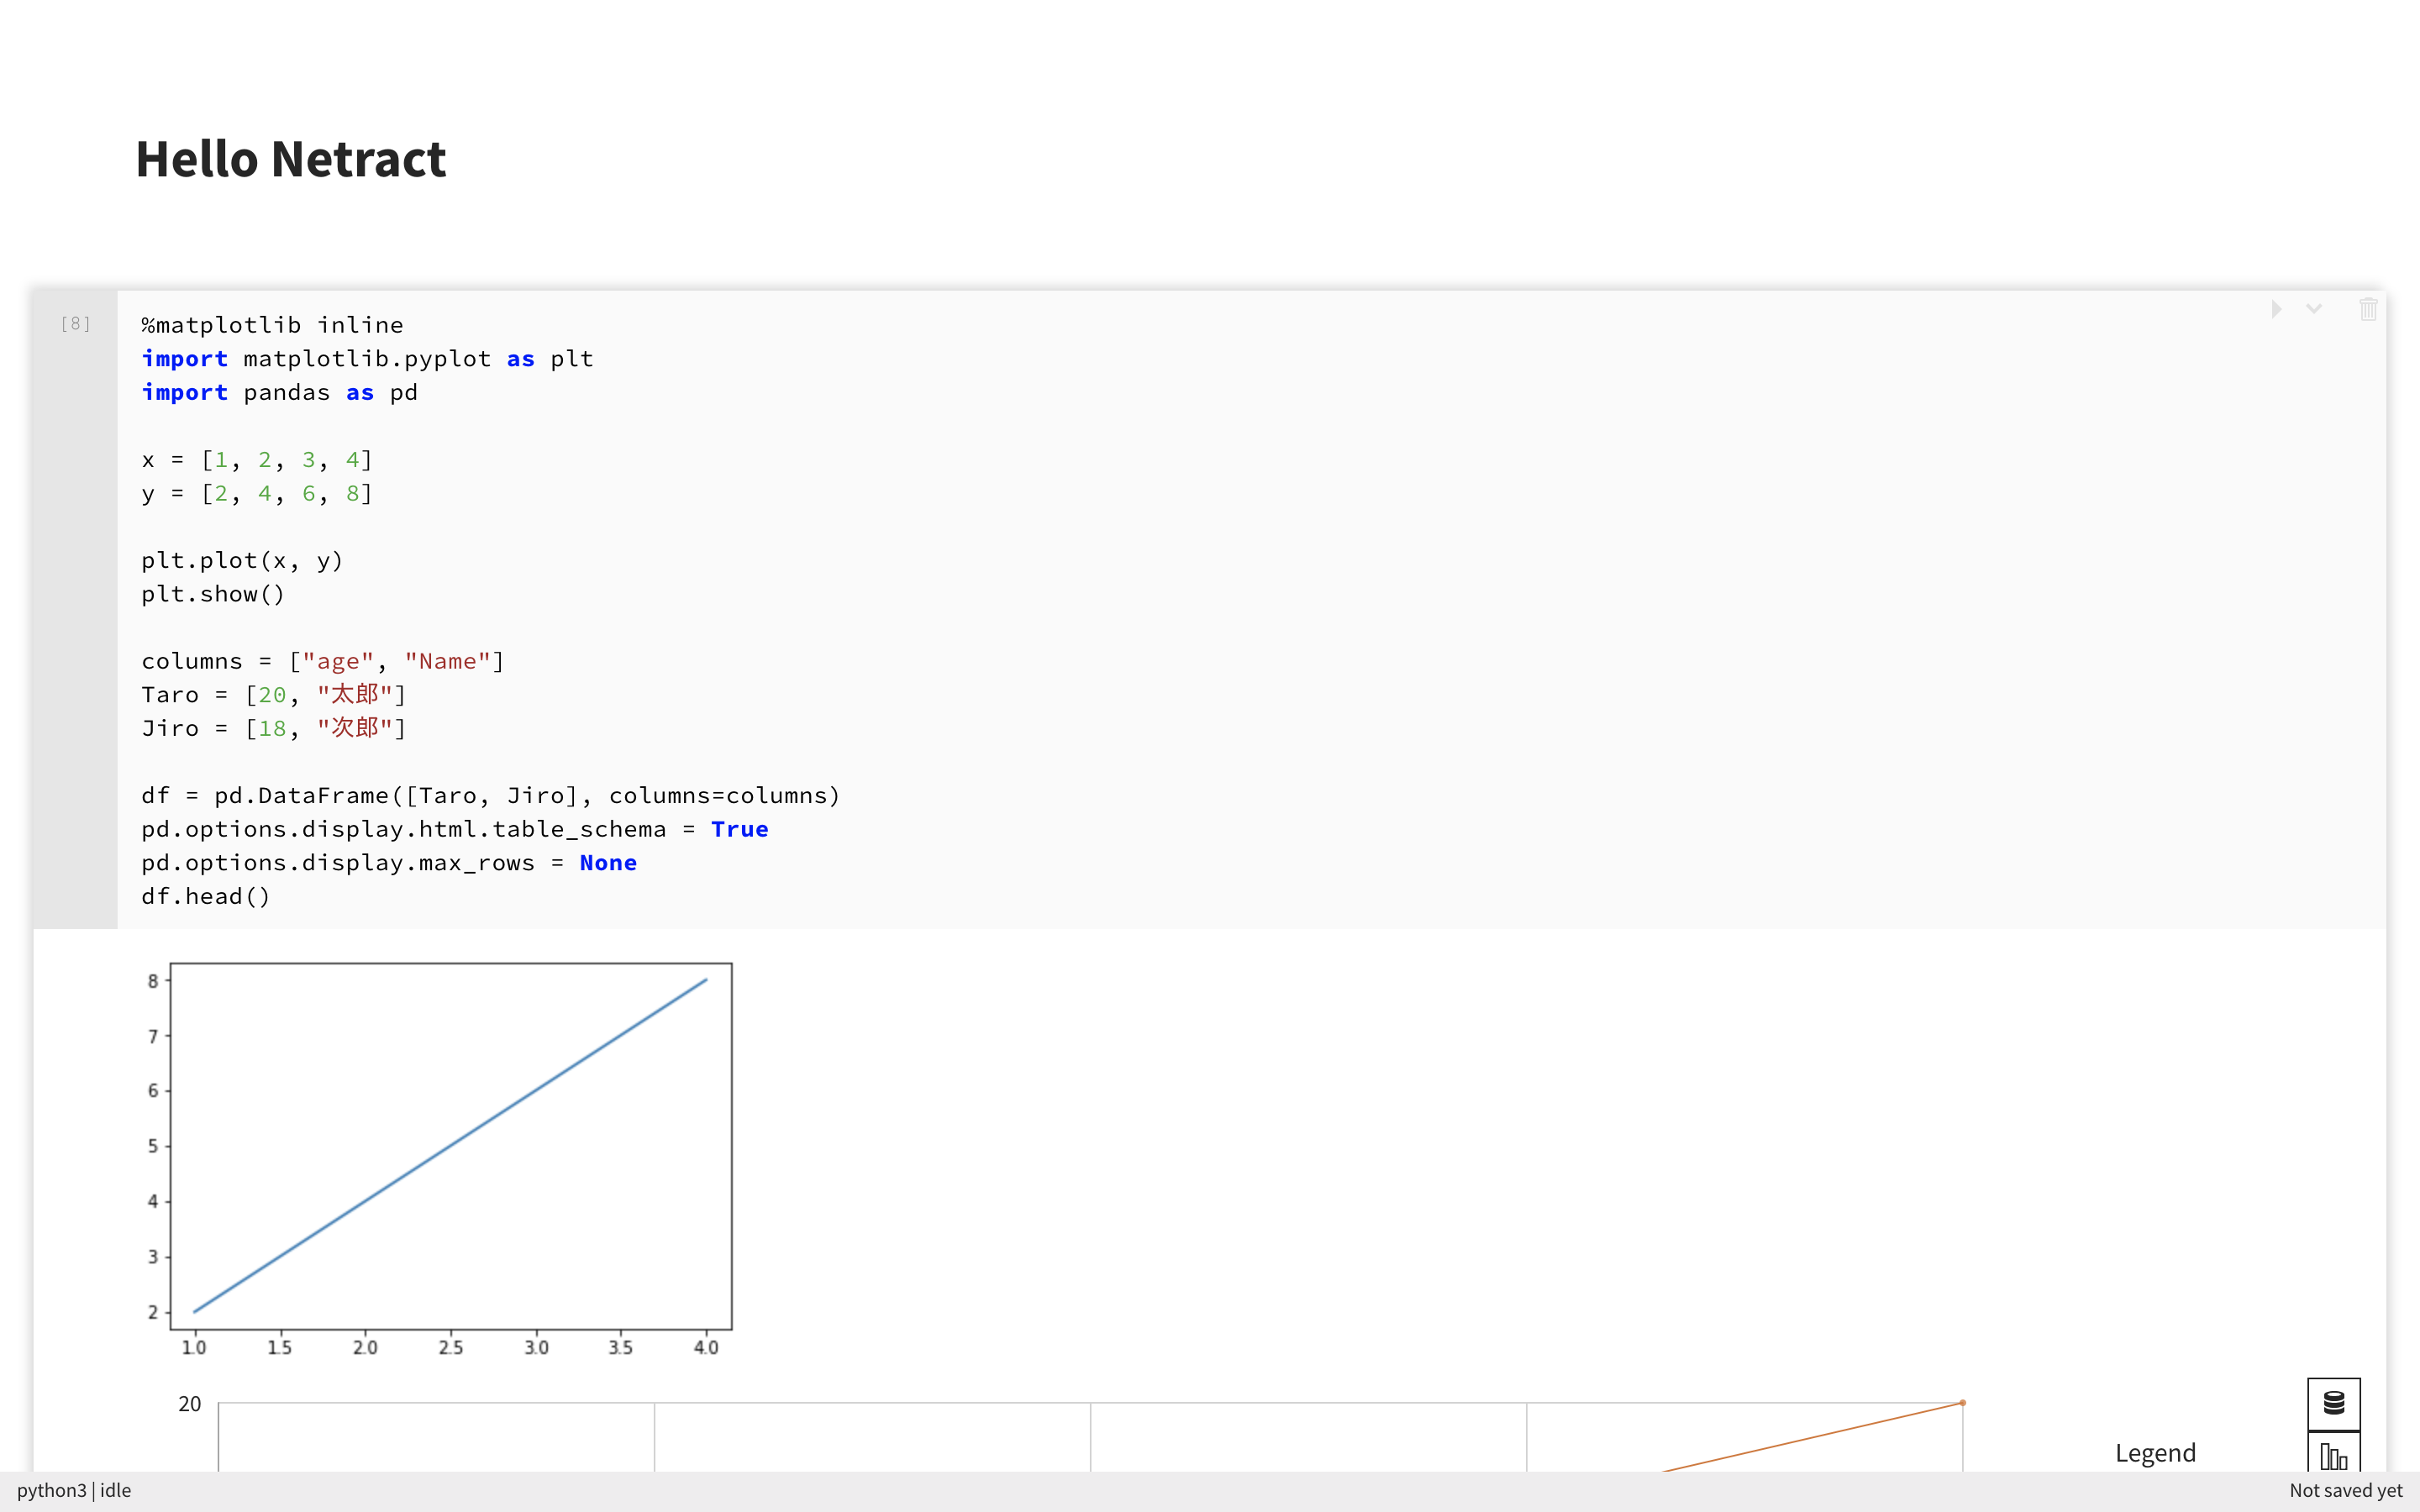 Hello Netract
[8]
%matplotlib inline
import matplotlib.pyplot as plt
import pandas as pd
x = [1, 2, 3, 4]
y = [2, 4, 6, 8]
plt.plot(x, y)
plt.show()
columns = ["age", "Name"]
Taro = [20, "太郎"]
Jiro = [18, "次郎"]
df = pd.DataFrame([Taro, Jiro], columns=columns)
pd.options.display.html.table_schema = True
pd.options.display.max_rows = None
df.head()
8
7
6
5
4
3
2
1.0 1.5 2.0 2.5 3.0 3.5 4.0
20
Legend
python3 | idle
Not saved yet